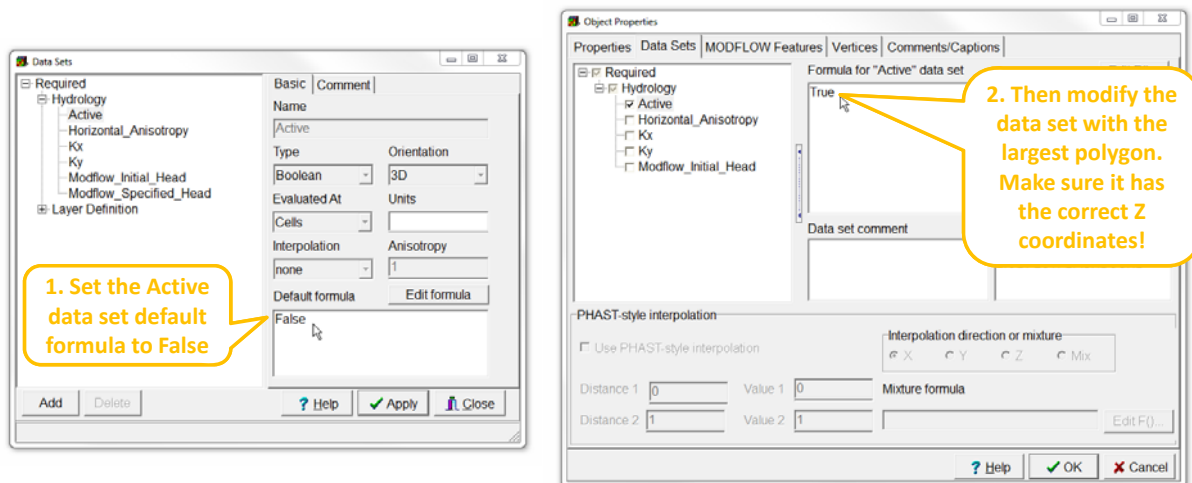 Data Sets
Required
Hydrology
Active
Horizontal_Anisotropy
Kx
Ky
Modflow_Initial_Head
Modflow_Specified_Head
Layer Definition
Basic
Comment
Name
Active
Type
Orientation
Boolean
3D
Evaluated At
Units
Cells
Interpolation
Anisotropy
none
1
Default formula
Edit formula
False
1. Set the Active
data set default
formula to False
Add
Delete
? Help
Apply
Close
Object Properties
Properties
Data Sets
MODFLOW Features
Vertices
Comments/Captions
Required
Hydrology
Active
Horizontal_Anisotropy
Kx
Ky
Modflow_Initial_Head
Formula for "Active" data set
True
2. Then modify the
data set with the
largest polygon.
Make sure it has
the correct Z
coordinates!
Data set comment
PHAST-style interpolation
Use PHAST-style interpolation
Interpolation direction or mixture
X
Y
Z
Mix
Distance 1
0
Value 1
0
Mixture formula
Distance 2
1
Value 2
1
Edit F()...
? Help
OK
Cancel